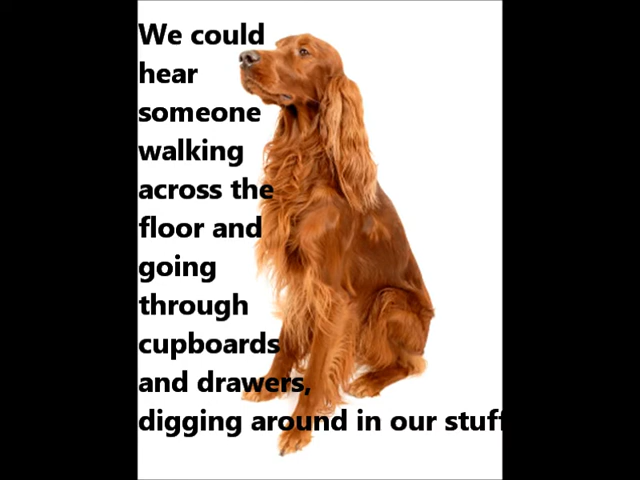 We could
hear
someone
walking
across the
floor and
going
through
cupboards
and drawers,
digging around in our stuff